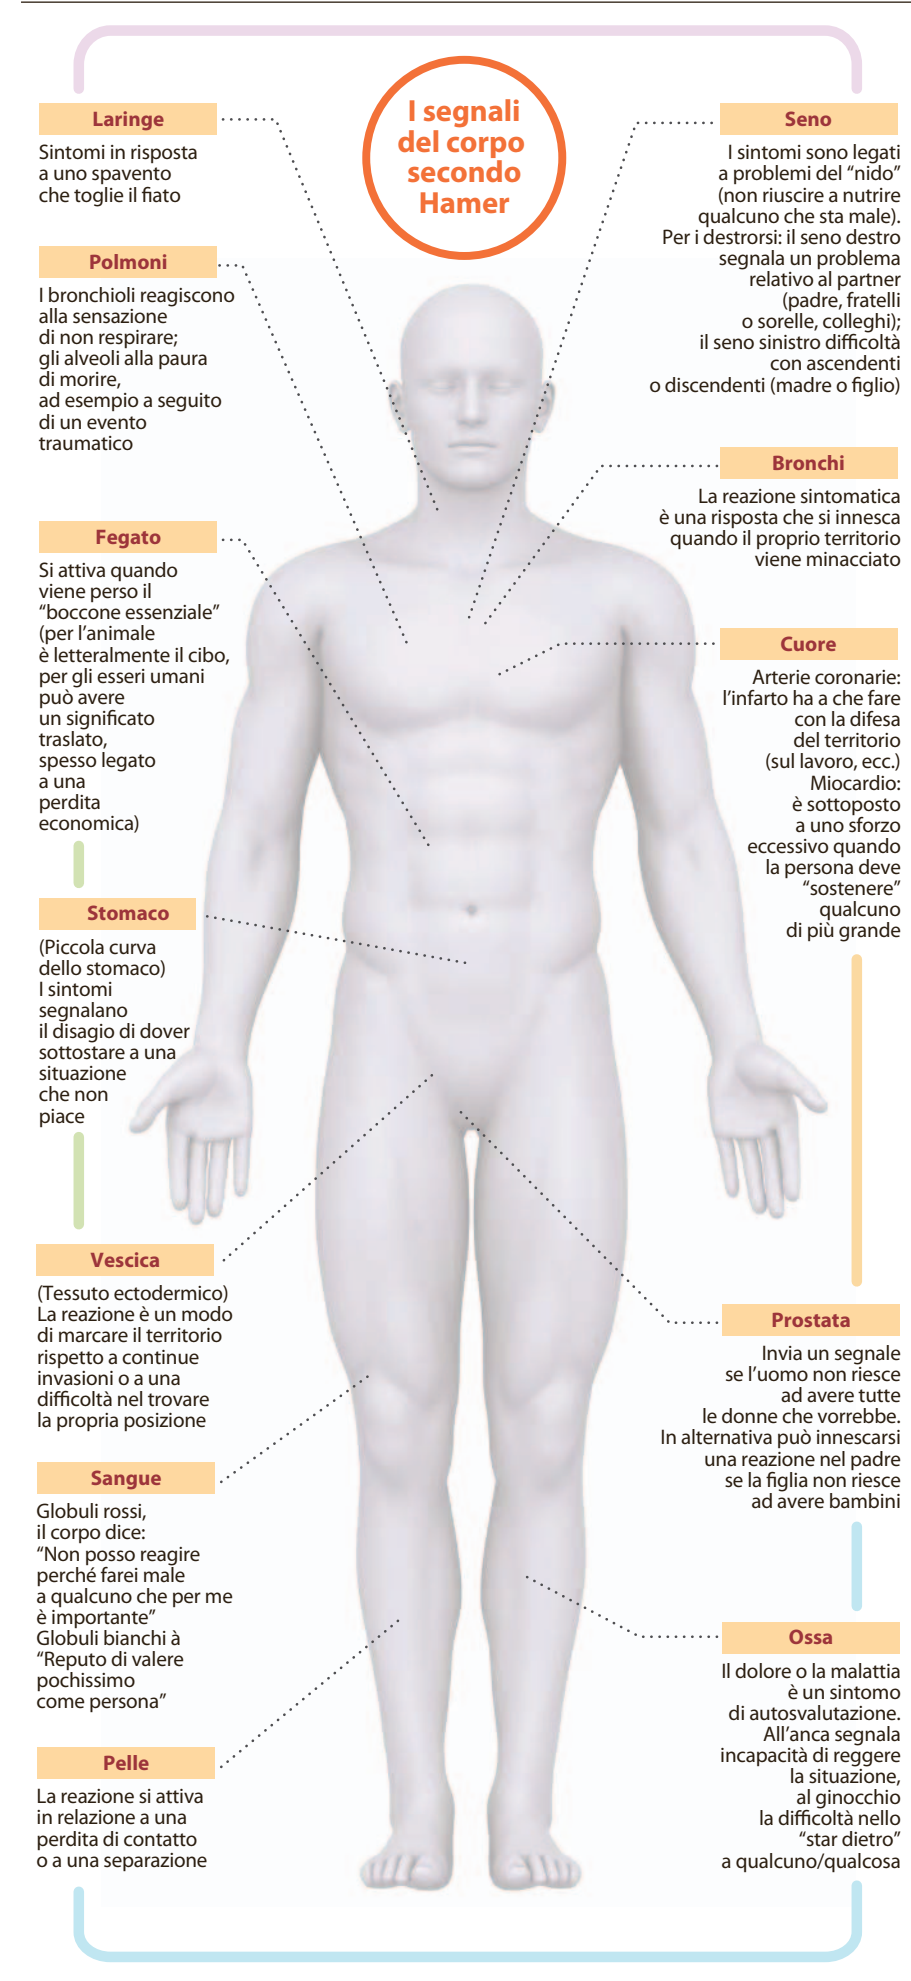 I segnali
del corpo
secondo
Hamer
Laringe
Sintomi in risposta
a uno spavento
che toglie il fiato
Polmoni
I bronchioli reagiscono
alla sensazione
di non respirare;
gli alveoli alla paura
di morire,
ad esempio a seguito
di un evento
traumatico
Fegato
Si attiva quando
viene perso il
“boccone essenziale”
(per l’animale
è letteralmente il cibo,
per gli esseri umani
può avere
un significato
traslato,
spesso legato
a una
perdita
economica)
Stomaco
(Piccola curva
dello stomaco)
I sintomi
segnalano
il disagio di dover
sottostare a una
situazione
che non
piace
Vescica
(Tessuto ectodermico)
La reazione è un modo
di marcare il territorio
rispetto a continue
invasioni o a una
difficoltà nel trovare
la propria posizione
Sangue
Globuli rossi,
il corpo dice:
“Non posso reagire
perché farei male
a qualcuno che per me
è importante”
Globuli bianchi à
“Reputo di valere
pochissimo
come persona”
Pelle
La reazione si attiva
in relazione a una
perdita di contatto
o a una separazione
Seno
I sintomi sono legati
a problemi del “nido”
(non riuscire a nutrire
qualcuno che sta male).
Per i destrorsi: il seno destro
segnala un problema
relativo al partner
(padre, fratelli
o sorelle, colleghi);
il seno sinistro difficoltà
con ascendenti
o discendenti (madre o figlio)
Bronchi
La reazione sintomatica
è una risposta che si innesca
quando il proprio territorio
viene minacciato
Cuore
Arterie coronarie:
l’infarto ha a che fare
con la difesa
del territorio
(sul lavoro, ecc.)
Miocardio:
è sottoposto
a uno sforzo
eccessivo quando
la persona deve
“sostenere”
qualcuno
di più grande
Prostata
Invia un segnale
se l’uomo non riesce
ad avere tutte
le donne che vorrebbe.
In alternativa può innescarsi
una reazione nel padre
se la figlia non riesce
ad avere bambini
Ossa
Il dolore o la malattia
è un sintomo
di autosvalutazione.
All’anca segnala
incapacità di reggere
la situazione,
al ginocchio
la difficoltà nello
“star dietro”
a qualcuno/qualcosa